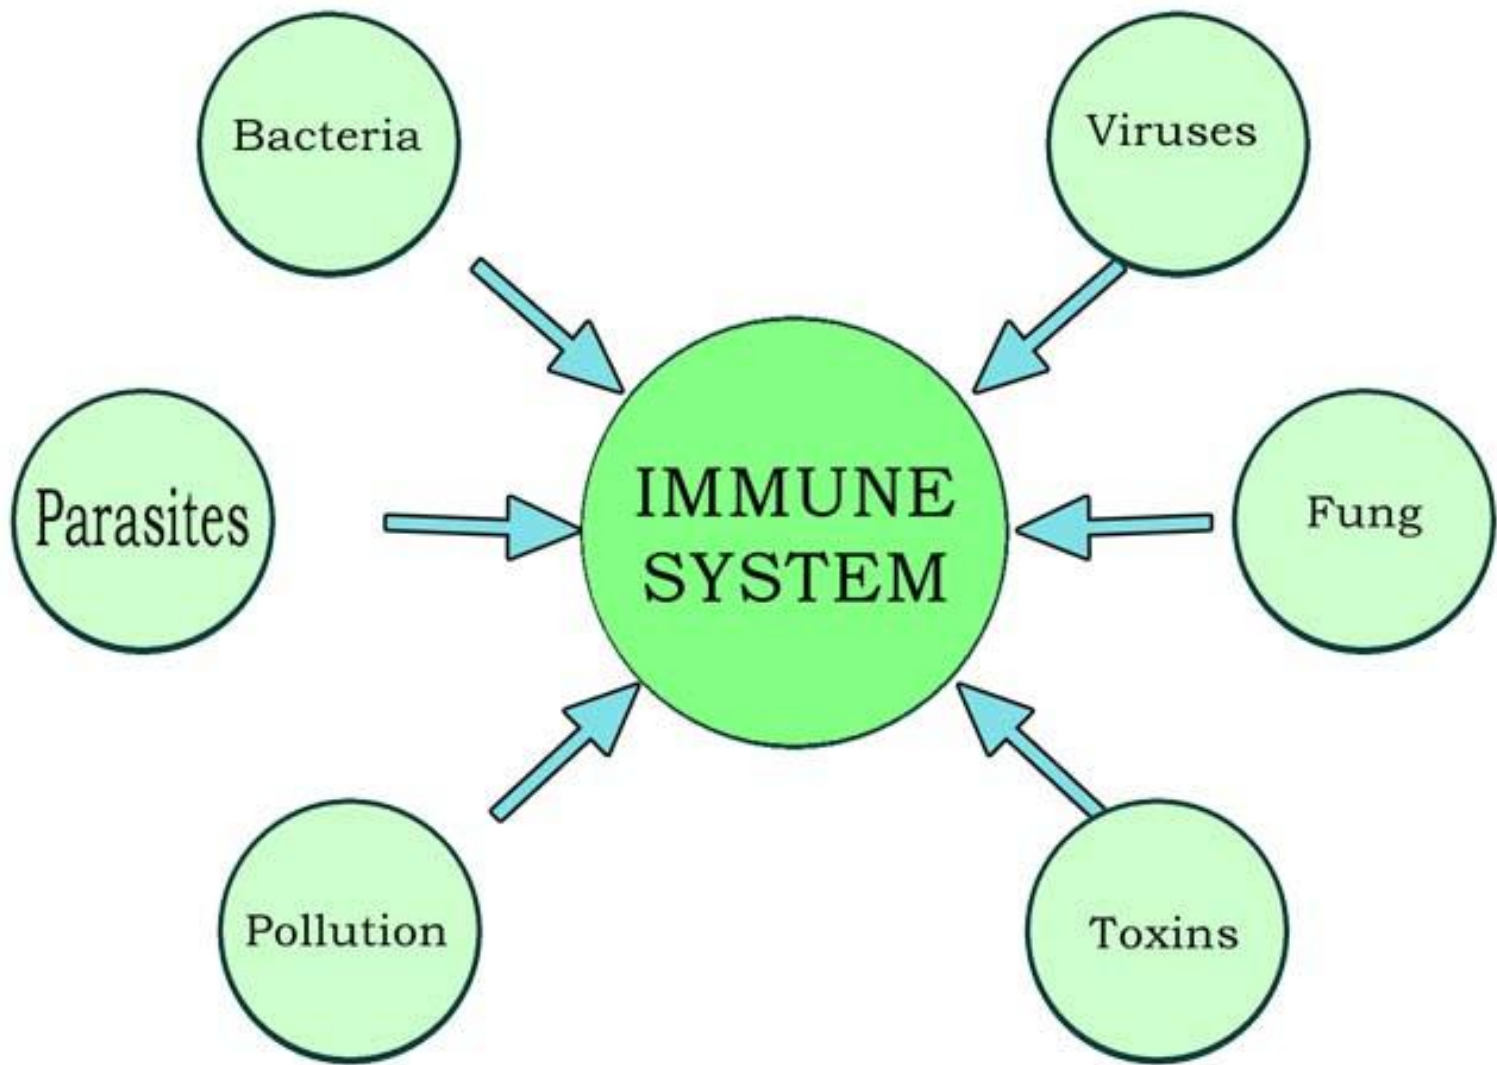 Bacteria
Viruses
Parasites
IMMUNE
SYSTEM
Fung
Pollution
Toxins